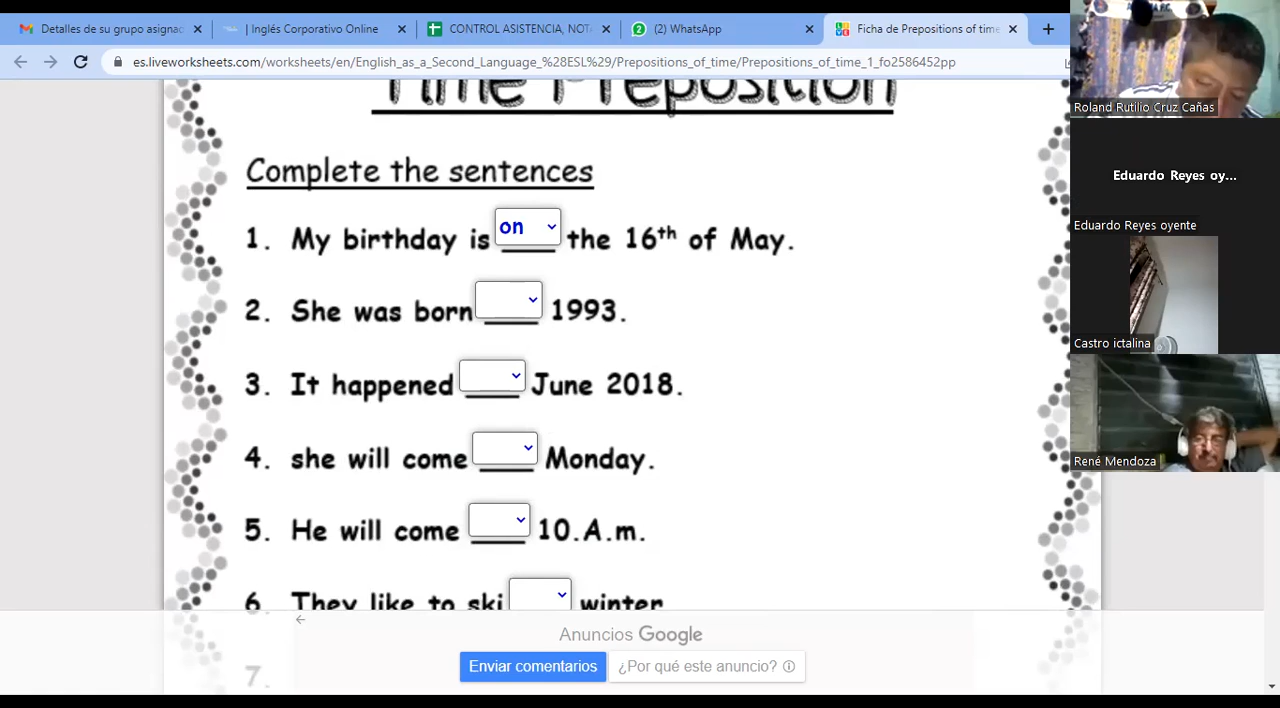 Detalles de su grupo asignac
| Inglés Corporativo Online
CONTROL ASISTENCIA, NOT
(2) WhatsApp
Ficha de Prepositions of time
es.liveworksheets.com/worksheets/en/English_as_a_Second_Language_%28ESL%29/Prepositions_of_time/Prepositions_of_time_1_fo2586452pp
Time Preposition
Complete the sentences
1. My birthday is on the 16th of May.
2. She was born 1993.
3. It happened June 2018.
4. she will come Monday.
5. He will come 10.A.m.
6. They like to ski winter
7.
Anuncios Google
Enviar comentarios
¿Por qué este anuncio?
Roland Rutilio Cruz Cañas
Eduardo Reyes oy...
Eduardo Reyes oyente
Castro ictalina
René Mendoza